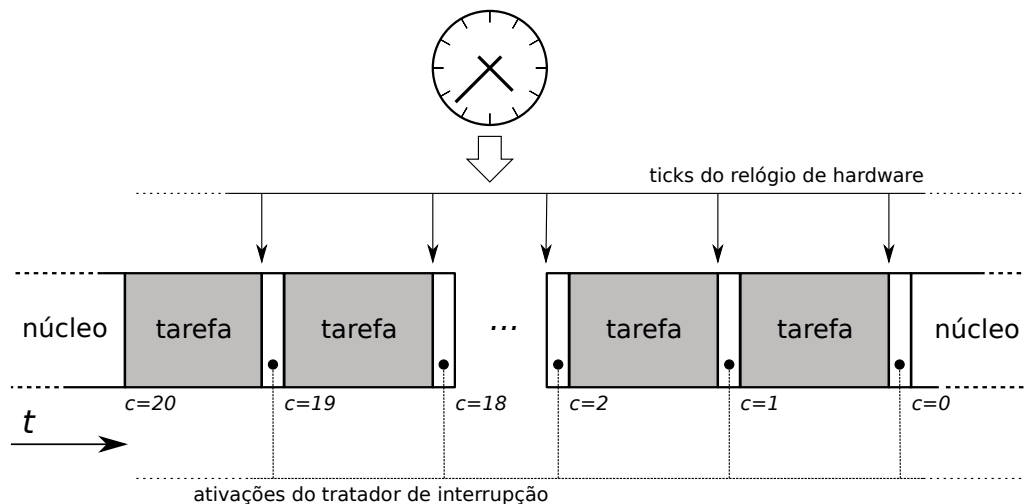 ticks do relógio de hardware
núcleo tarefa tarefa ... tarefa tarefa núcleo
c=20 c=19 c=18 c=2 c=1 c=0
t
ativações do tratador de interrupção